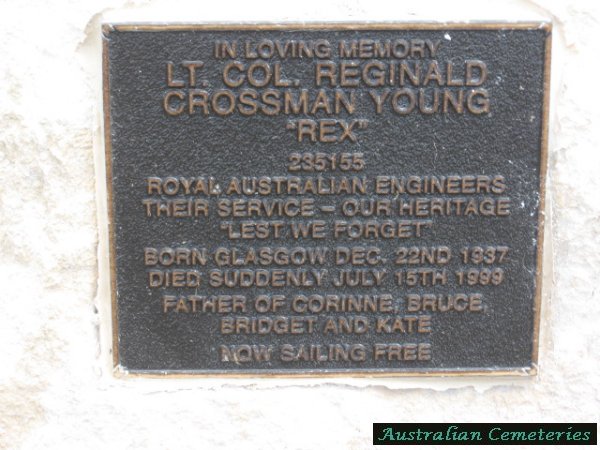 IN LOVING MEMORY
LT. COL. REGINALD
CROSSMAN YOUNG
"REX"
235155
ROYAL AUSTRALIAN ENGINEERS
THEIR SERVICE – OUR HERITAGE
"LEST WE FORGET"
BORN GLASGOW DEC. 22ND 1937
DIED SUDDENLY JULY 15TH 1999
FATHER OF CORINNE, BRUCE,
BRIDGET AND KATE
NOW SAILING FREE
Australian Cemeteries